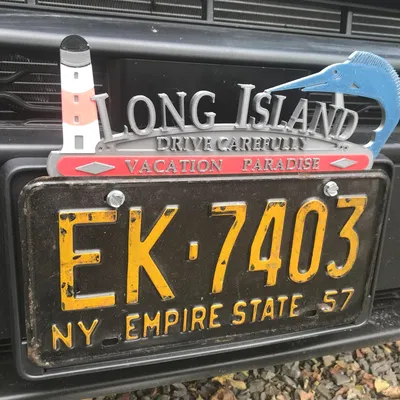 LONG ISLAND
DRIVE CAREFULLY
VACATION PARADISE
EK·7403
NY EMPIRE STATE 57